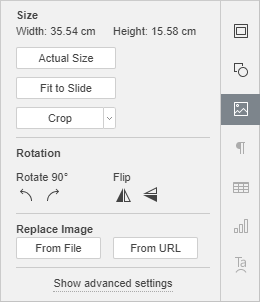 Size
Width: 35.54 cm Height: 15.58 cm
Actual Size
Fit to Slide
Crop
Rotation
Rotate 90° Flip
Replace Image
From File From URL
Show advanced settings
Ta